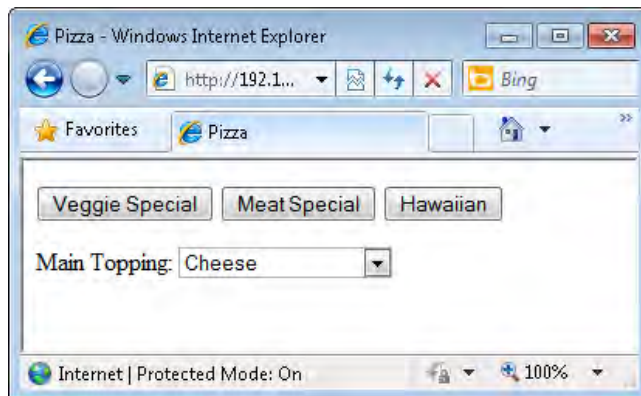 Pizza - Windows Internet Explorer
http://192.1... Bing
Favorites Pizza »
Veggie Special Meat Special Hawaiian
Main Topping: Cheese
Internet | Protected Mode: On 100%